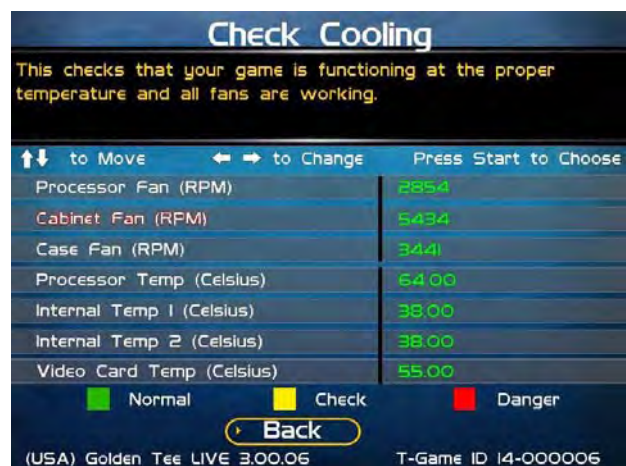 Check Cooling
This checks that your game is functioning at the proper
temperature and all fans are working.
to Move to Change Press Start to Choose
Processor Fan (RPM) 2854
Cabinet Fan (RPM) 5434
Case Fan (RPM) 3441
Processor Temp (Celsius) 64.00
Internal Temp 1 (Celsius) 38.00
Internal Temp 2 (Celsius) 38.00
Video Card Temp (Celsius) 55.00
Normal Check Danger
Back
(USA) Golden Tee LIVE 3.00.06 T-Game ID 14-000006